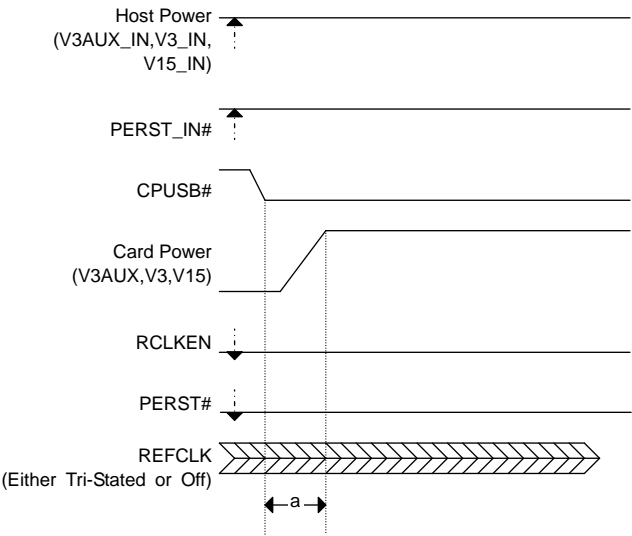 Host Power
(V3AUX_IN,V3_IN,
V15_IN)
PERST_IN#
CPUSB#
Card Power
(V3AUX,V3,V15)
RCLKEN
PERST#
REFCLK
(Either Tri-Stated or Off)
a